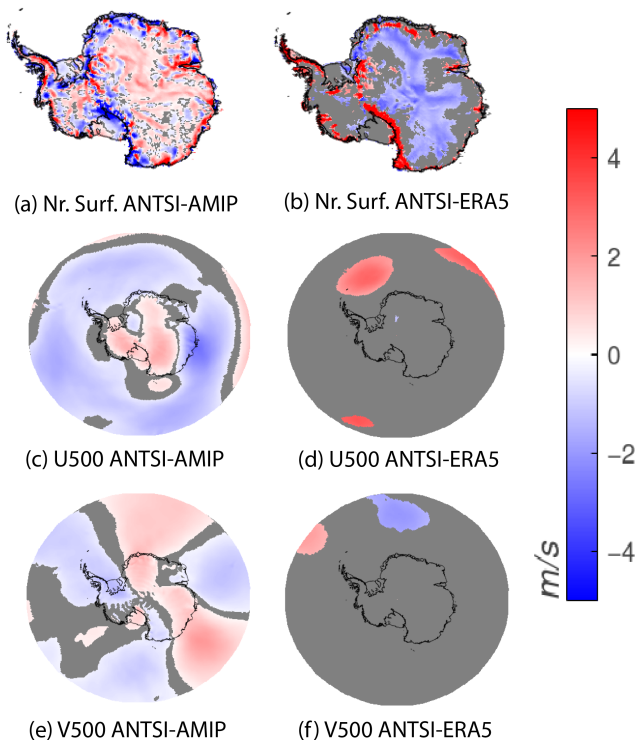 (a) Nr. Surf. ANTSI-AMIP
(b) Nr. Surf. ANTSI-ERA5
(c) U500 ANTSI-AMIP
(d) U500 ANTSI-ERA5
(e) V500 ANTSI-AMIP
(f) V500 ANTSI-ERA5
4
2
0
−2
−4
m/s